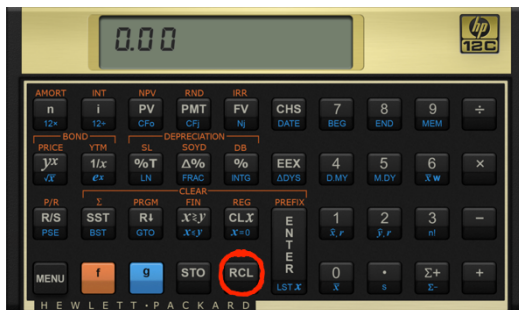 0.00
hp
12C
AMORT INT NPV RND IRR
n i PV PMT FV CHS 7 8 9 ÷
12× 12÷ CFo CFj Nj DATE BEG END MEM
BOND DEPRECIATION
PRICE YTM SL SOYD DB
yx 1/x %T Δ% % EEX 4 5 6 ×
√x ex LN FRAC INTG ΔDYS D.MY M.DY x̄ w
CLEAR
P/R Σ PRGM FIN REG PREFIX
R/S SST R↓ x≷y CLX ENTER 1 2 3 −
PSE BST GTO x≤y x=0 x̂,r ŷ,r n!
MENU f g STO RCL 0 · Σ+ +
LST x x̄ s Σ-
HEWLETT·PACKARD